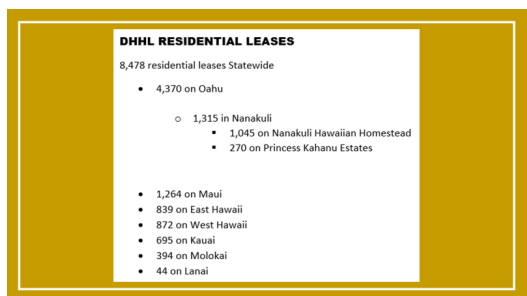 DHHL RESIDENTIAL LEASES
8,478 residential leases Statewide
• 4,370 on Oahu
o 1,315 in Nanakuli
▪ 1,045 on Nanakuli Hawaiian Homestead
▪ 270 on Princess Kahanu Estates
• 1,264 on Maui
• 839 on East Hawaii
• 872 on West Hawaii
• 695 on Kauai
• 394 on Molokai
• 44 on Lanai